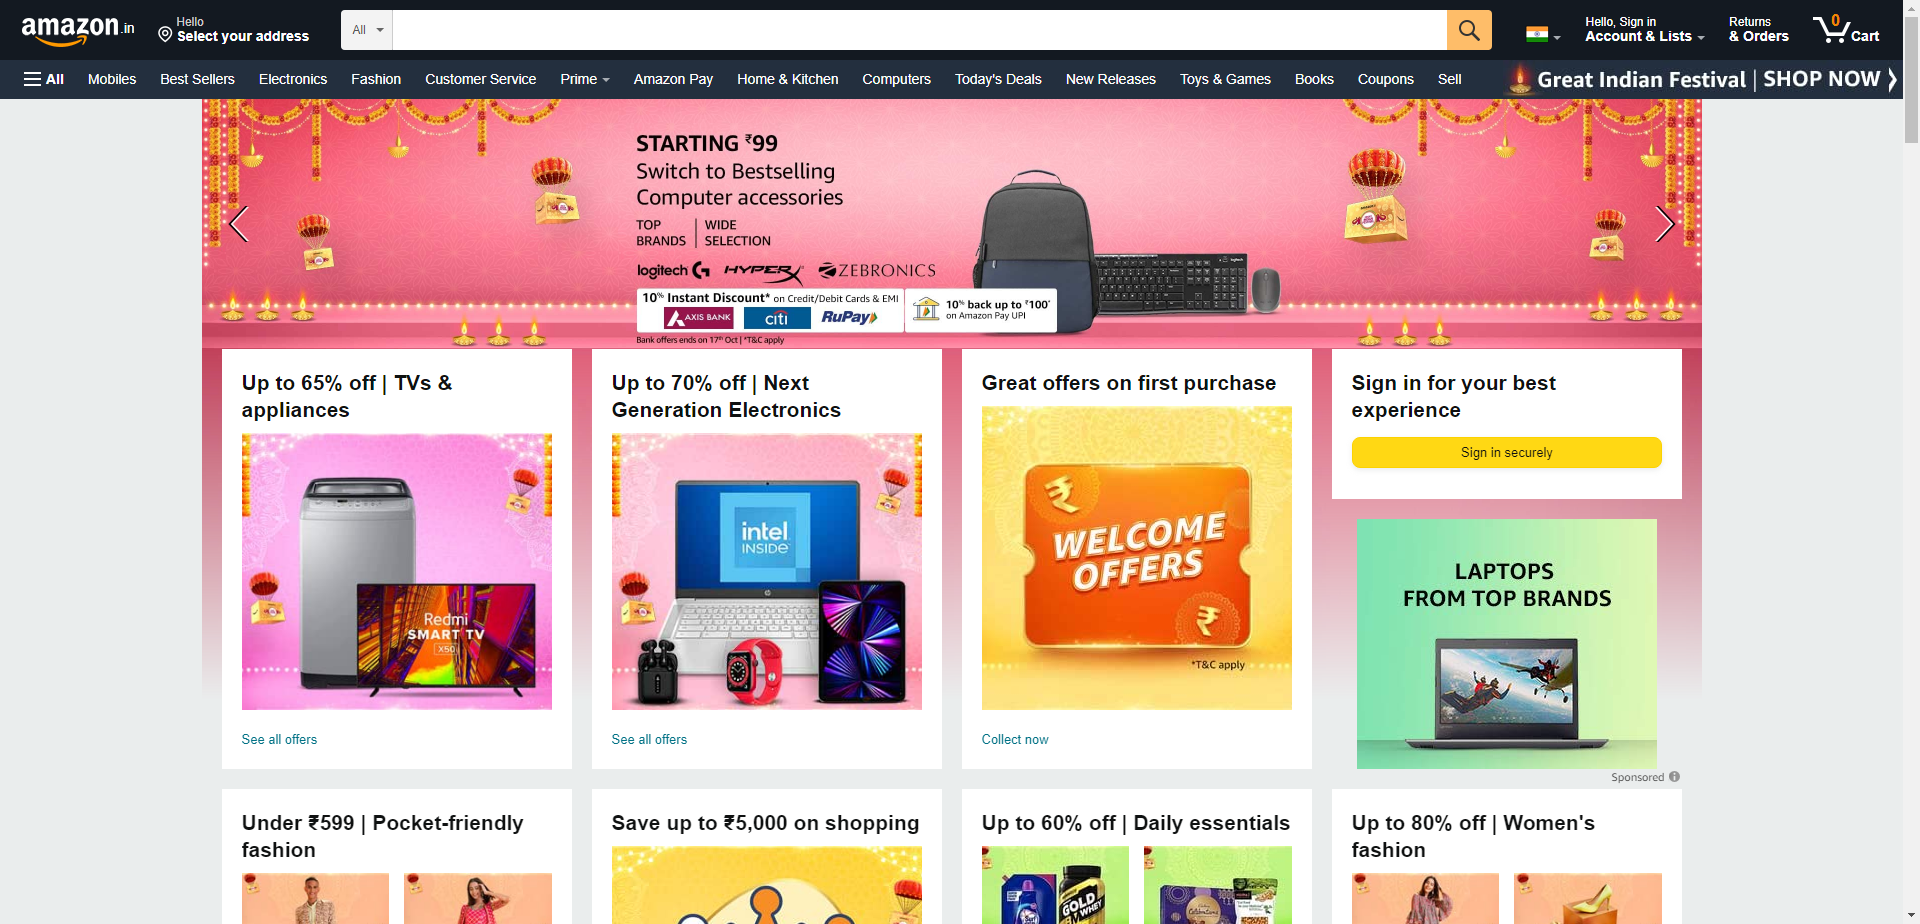 amazon.in
Hello
Select your address
All
Hello, Sign in
Account & Lists
Returns
& Orders
0
Cart
All
Mobiles
Best Sellers
Electronics
Fashion
Customer Service
Prime
Amazon Pay
Home & Kitchen
Computers
Today's Deals
New Releases
Toys & Games
Books
Coupons
Sell
Great Indian Festival | SHOP NOW
STARTING ₹99
Switch to Bestselling
Computer accessories
TOP
BRANDS
WIDE
SELECTION
logitech G
HYPERX
ZEBRONICS
10% Instant Discount* on Credit/Debit Cards & EMI
AXIS BANK
citi
RuPay
10% back up to ₹100*
on Amazon Pay UPI
Bank offers ends on 17th Oct | *T&C apply
Up to 65% off | TVs &
appliances
Redmi
SMART TV
X50
See all offers
Up to 70% off | Next
Generation Electronics
intel
INSIDE
hp
See all offers
Great offers on first purchase
₹
WELCOME
OFFERS
₹
*T&C apply
Collect now
Sign in for your best
experience
Sign in securely
LAPTOPS
FROM TOP BRANDS
Sponsored
Under ₹599 | Pocket-friendly
fashion
Save up to ₹5,000 on shopping
Up to 60% off | Daily essentials
Surf
GOLD
WHEY
Celebrations
Up to 80% off | Women's
fashion